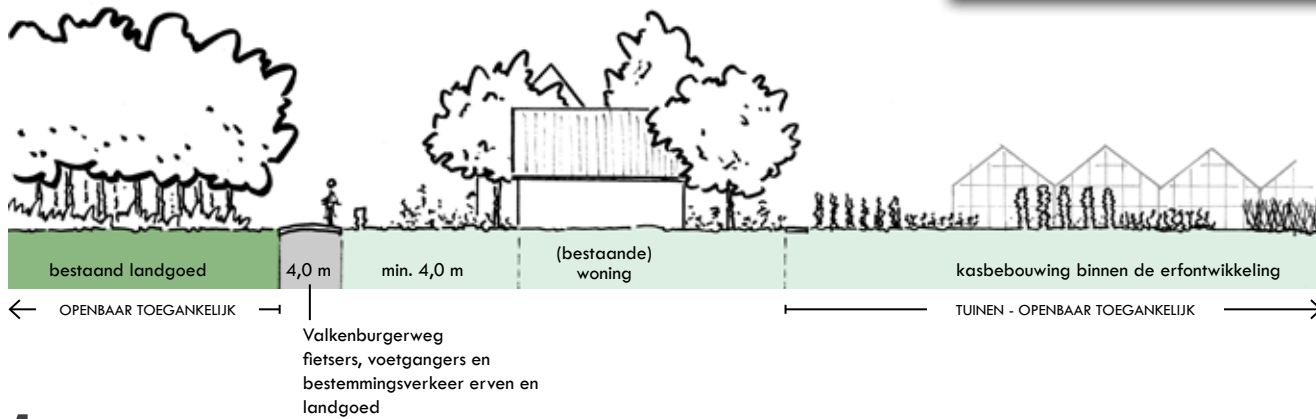 bestaand landgoed
4,0 m
min. 4,0 m
(bestaande)
woning
kasbebouwing binnen de erfontwikkeling
OPENBAAR TOEGANKELIJK
TUINEN - OPENBAAR TOEGANKELIJK
Valkenburgerweg
fietsers, voetgangers en
bestemmingsverkeer erven en
landgoed